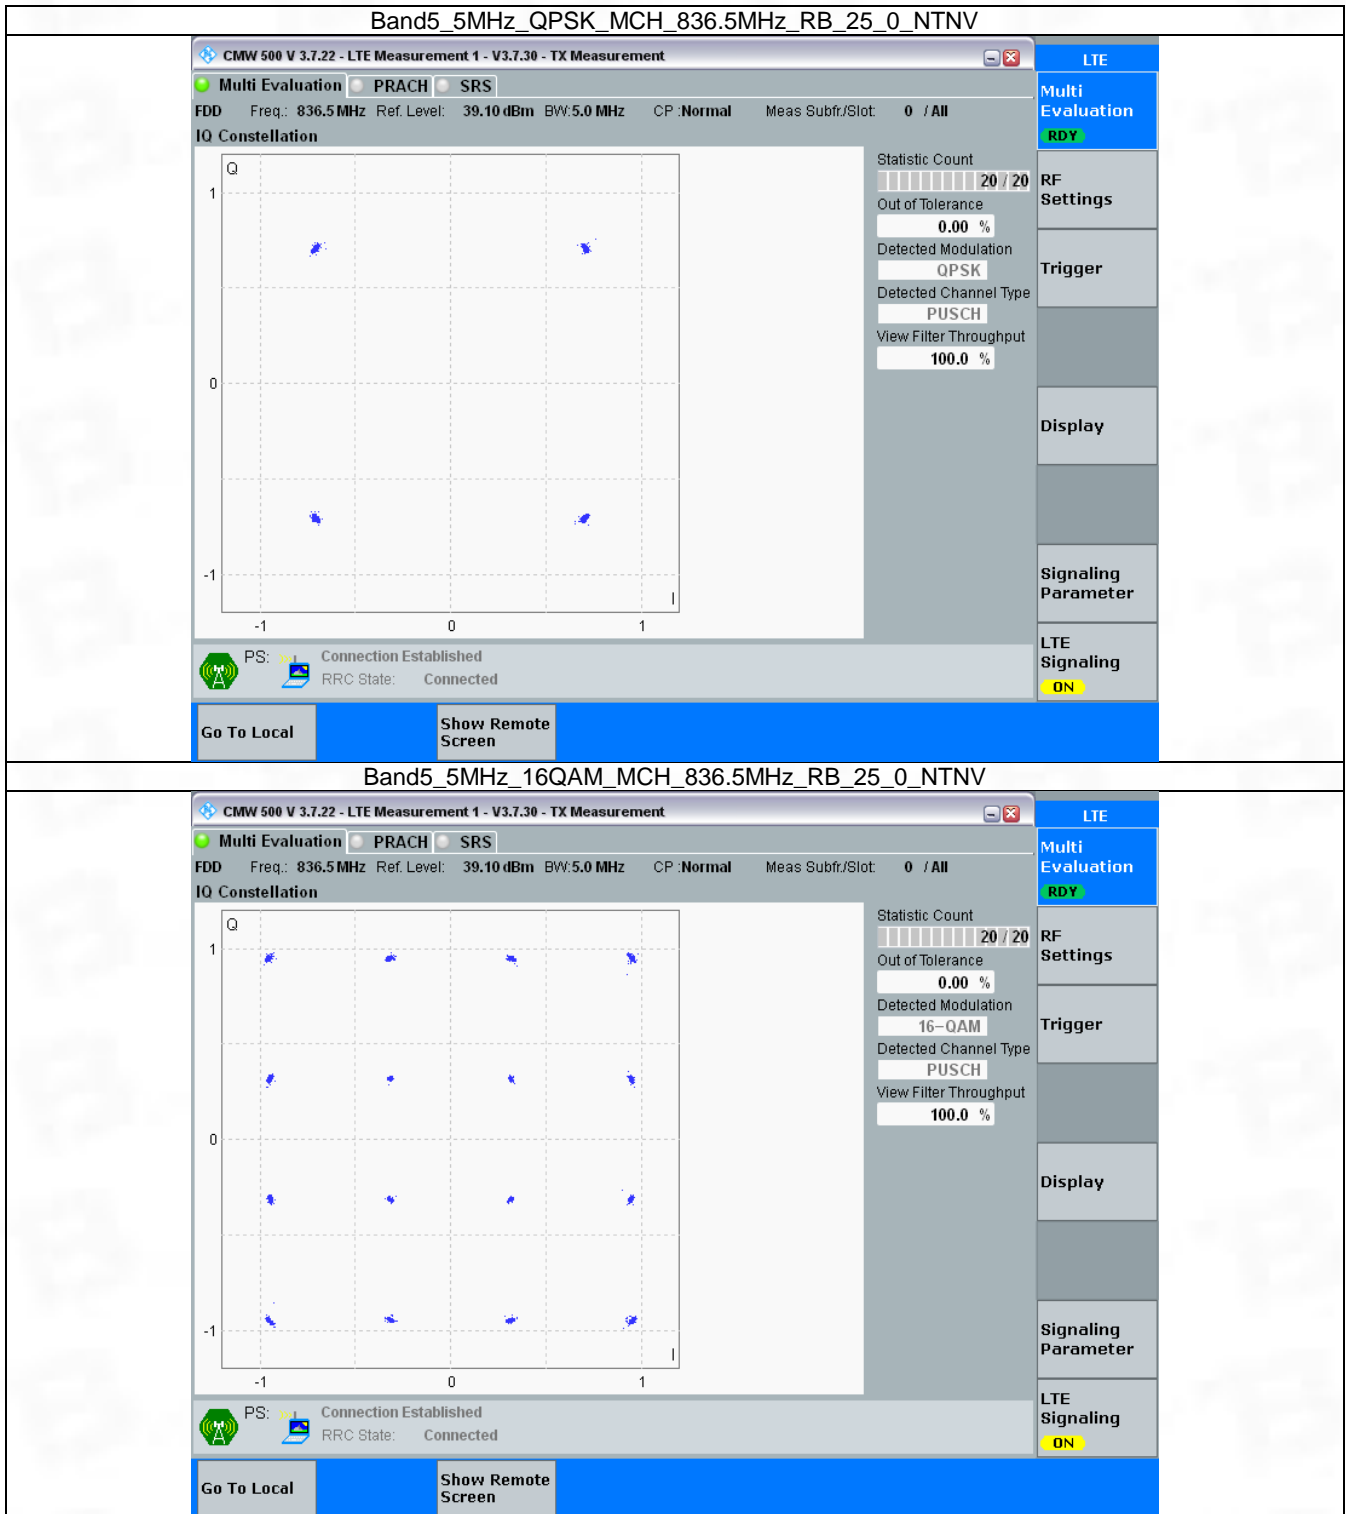 Band5_5MHz_QPSK_MCH_836.5MHz_RB_25_0_NTNV
CMW 500 V 3.7.22 - LTE Measurement 1 - V3.7.30 - TX Measurement
LTE
Multi Evaluation PRACH SRS
FDD Freq.: 836.5 MHz Ref. Level: 39.10 dBm BW: 5.0 MHz CP : Normal Meas Subfr./Slot: 0 / All
IQ Constellation
Q
1
0
-1
I
-1 0 1
Statistic Count
20 / 20
Out of Tolerance
0.00 %
Detected Modulation
QPSK
Detected Channel Type
PUSCH
View Filter Throughput
100.0 %
Multi
Evaluation
RDY
RF
Settings
Trigger
Display
Signaling
Parameter
LTE
Signaling
ON
PS: Connection Established
RRC State: Connected
Go To Local
Show Remote
Screen
Band5_5MHz_16QAM_MCH_836.5MHz_RB_25_0_NTNV
CMW 500 V 3.7.22 - LTE Measurement 1 - V3.7.30 - TX Measurement
LTE
Multi Evaluation PRACH SRS
FDD Freq.: 836.5 MHz Ref. Level: 39.10 dBm BW: 5.0 MHz CP : Normal Meas Subfr./Slot: 0 / All
IQ Constellation
Q
1
0
-1
I
-1 0 1
Statistic Count
20 / 20
Out of Tolerance
0.00 %
Detected Modulation
16-QAM
Detected Channel Type
PUSCH
View Filter Throughput
100.0 %
Multi
Evaluation
RDY
RF
Settings
Trigger
Display
Signaling
Parameter
LTE
Signaling
ON
PS: Connection Established
RRC State: Connected
Go To Local
Show Remote
Screen